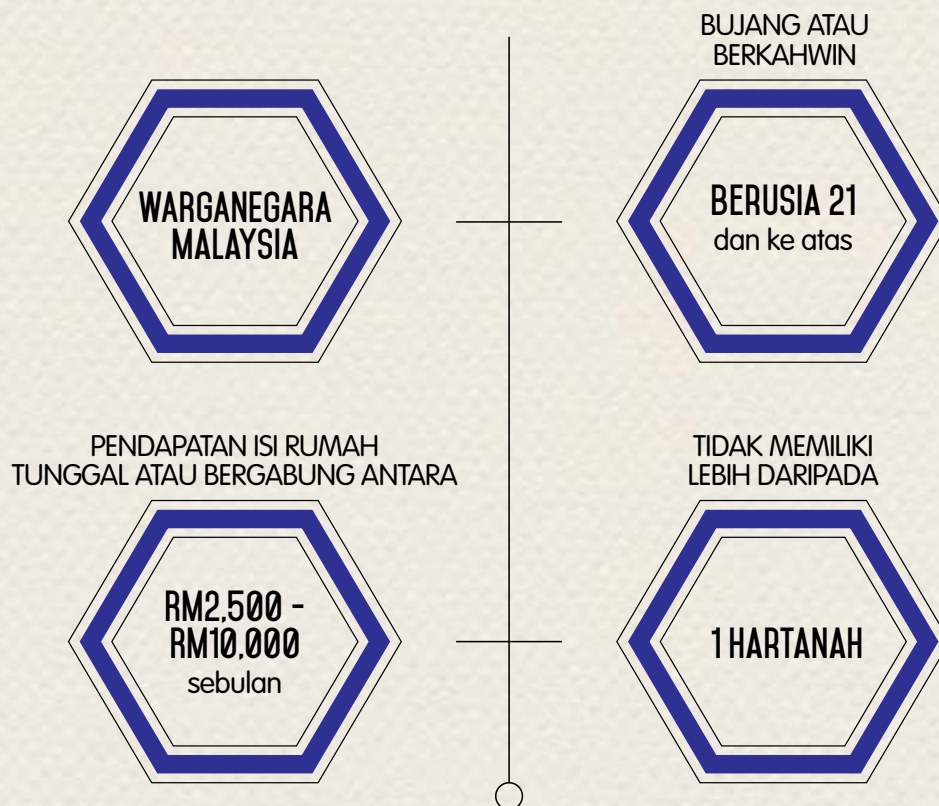 WARGANEGARA
MALAYSIA
BUJANG ATAU
BERKAHWIN
BERUSIA 21
dan ke atas
PENDAPATAN ISI RUMAH
TUNGGAL ATAU BERGABUNG ANTARA
RM2,500 -
RM10,000
sebulan
TIDAK MEMILIKI
LEBIH DARIPADA
1 HARTANAH